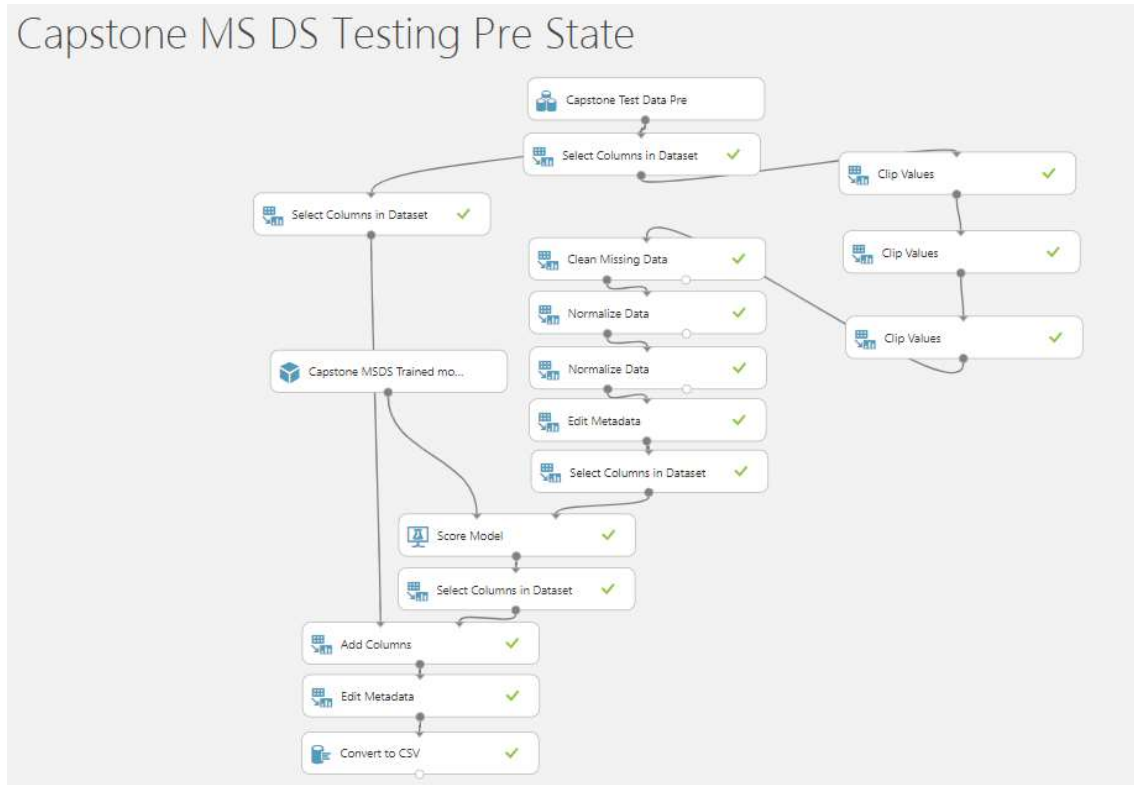 Capstone MS DS Testing Pre State
Capstone Test Data Pre
Select Columns in Dataset
Clip Values
Select Columns in Dataset
Clip Values
Clean Missing Data
Normalize Data
Clip Values
Normalize Data
Capstone MSDS Trained mo...
Edit Metadata
Select Columns in Dataset
Score Model
Select Columns in Dataset
Add Columns
Edit Metadata
Convert to CSV